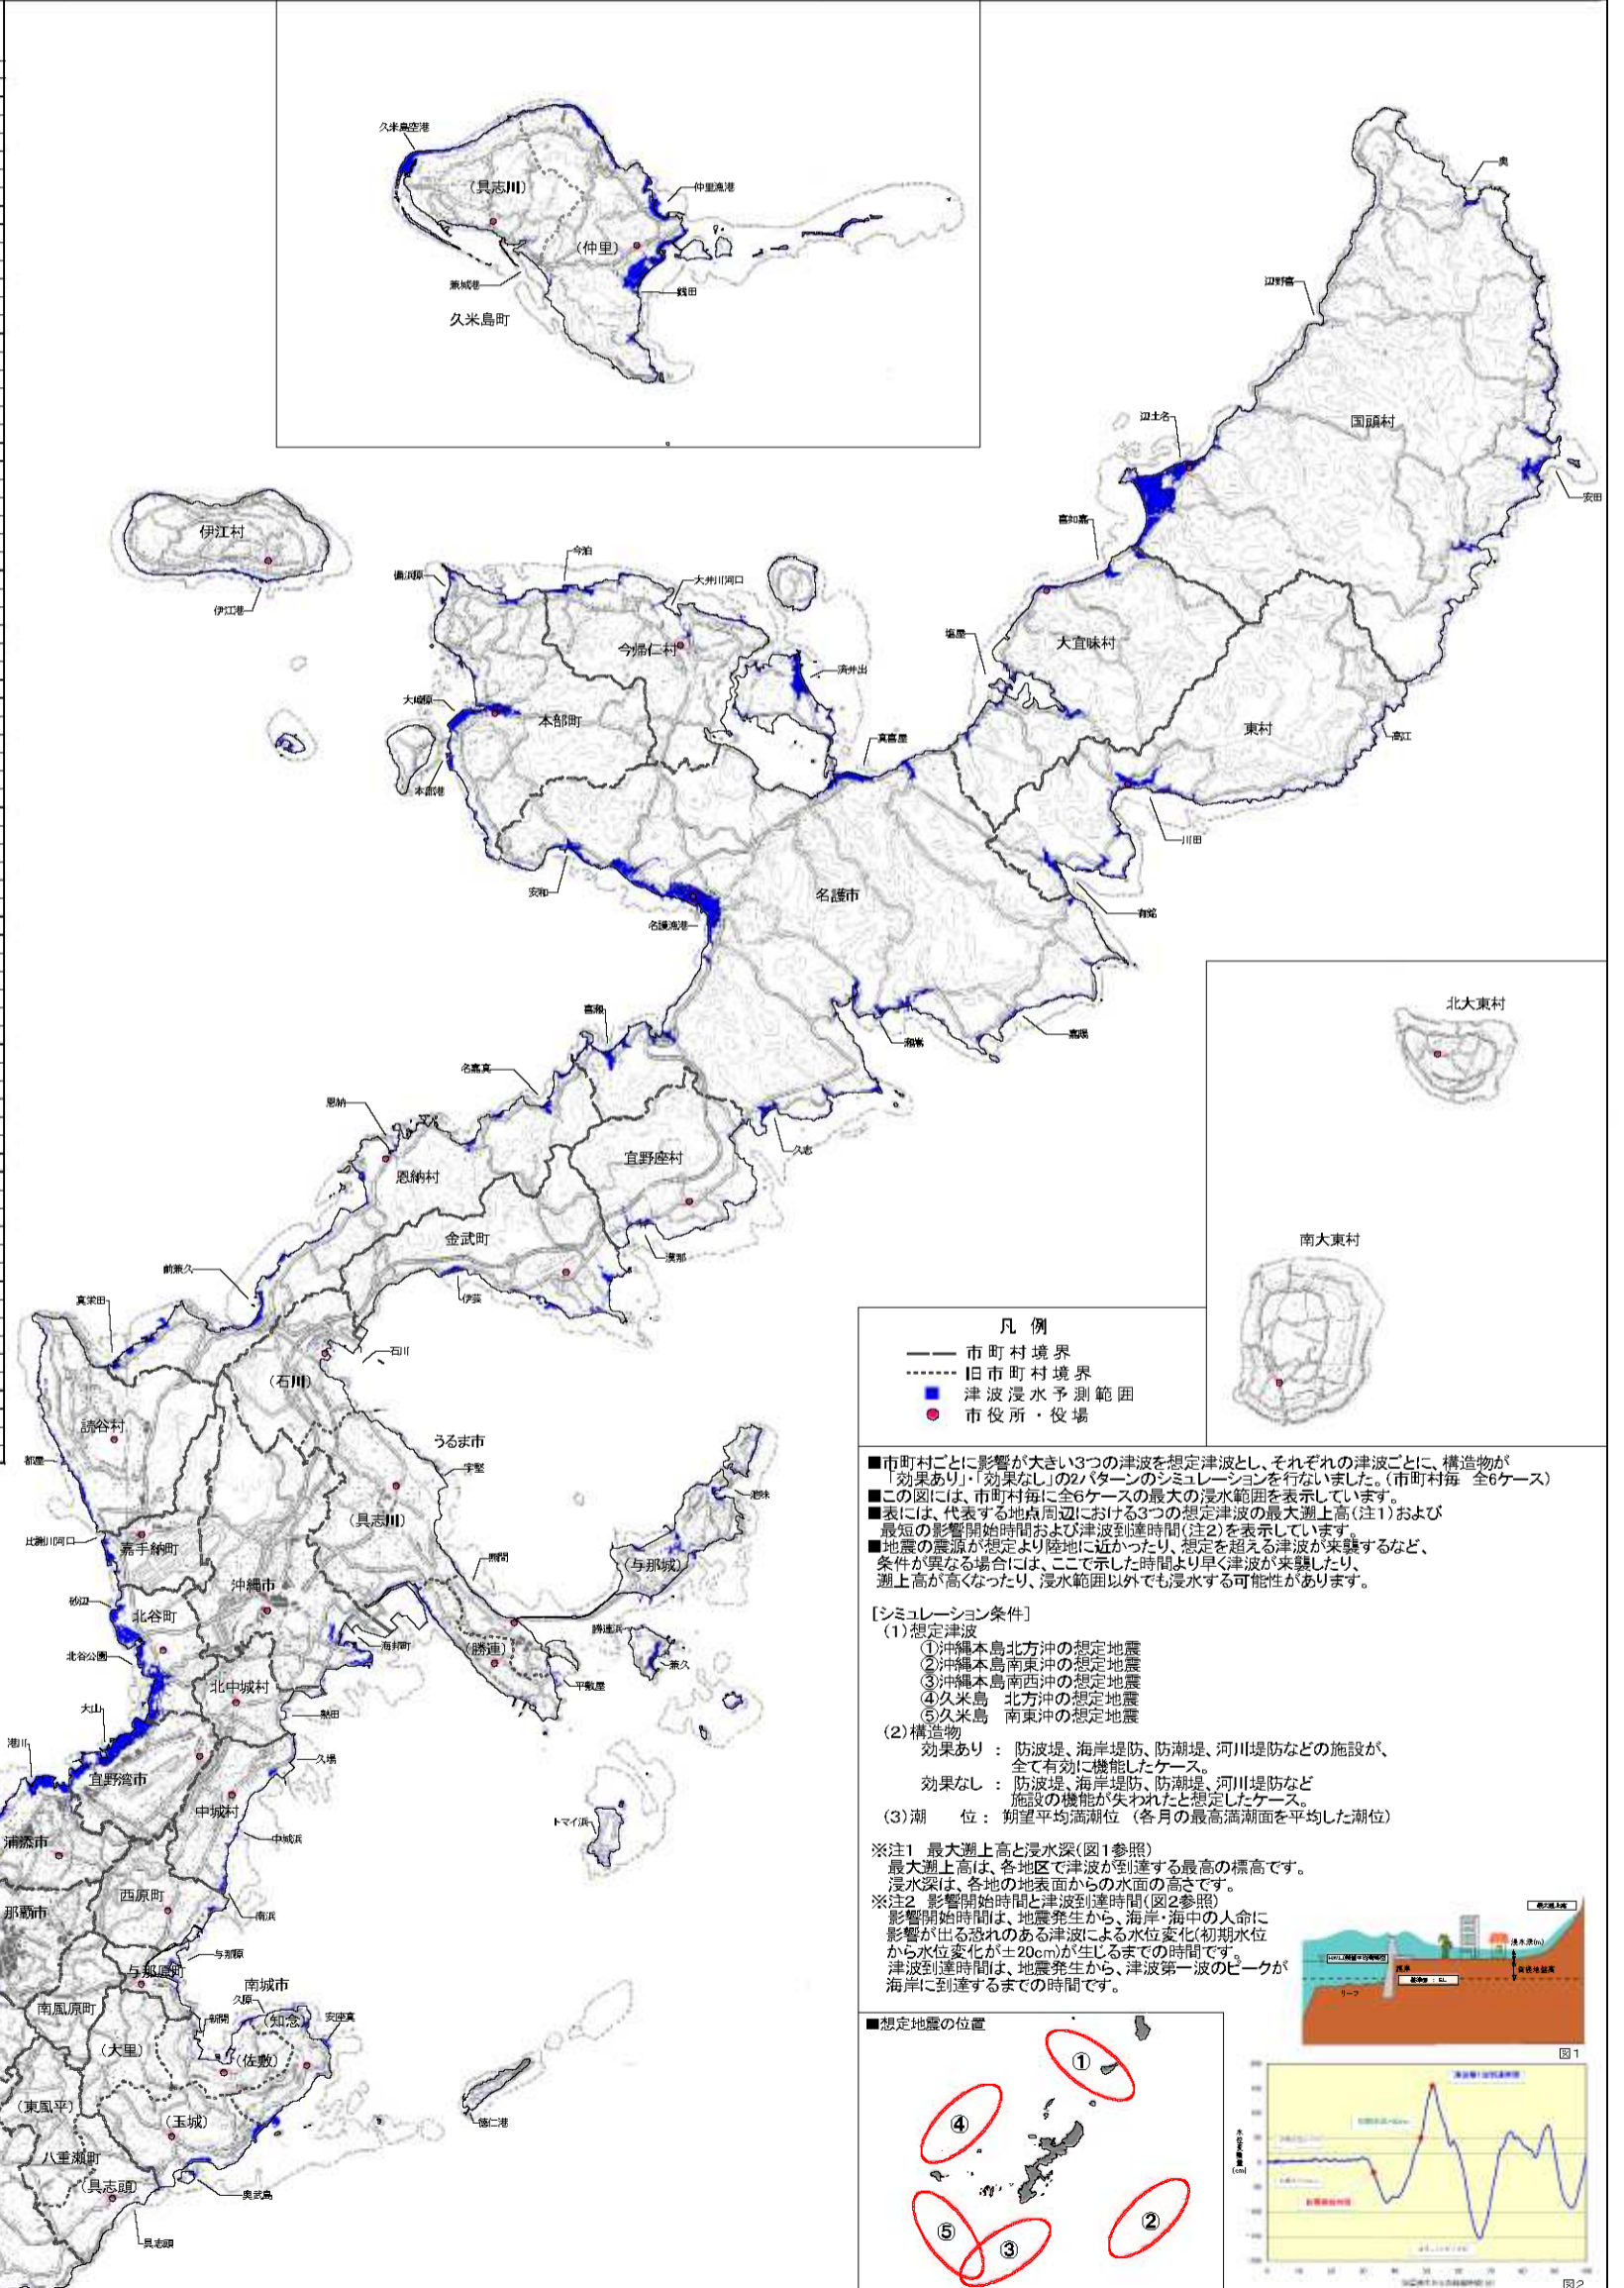 久米島空港
(具志川)
仲里漁港
(仲里)
兼城港
銭田
久米島町
奥
辺野喜
国頭村
辺土名
安田
喜如嘉
伊江村
伊江港
備瀬原
今泊
大井川河口
今帰仁村
済井出
塩屋
大宜味村
大崎原
本部町
本部港
真喜屋
東村
高江
川田
安和
名護漁港
名護市
有銘
喜瀬
瀬嵩
嘉陽
名嘉真
恩納
久志
恩納村
宜野座村
金武町
漢那
前兼久
真栄田
伊芸
石川
(石川)
北大東村
南大東村
読谷村
都屋
うるま市
宇堅
(具志川)
比謝川河口
嘉手納町
照間
(与那城)
沖縄市
砂辺
北谷町
北谷公園
海邦町
(勝連)
勝連浜
兼久
平敷屋
北中城村
大山
熱田
港川
久場
宜野湾市
中城村
浦添市
中城浜
トマイ浜
西原町
那覇市
南浜
与那原
与那原町
南城市
久原
南風原町
新開
(知念)
安座真
(大里)
(佐敷)
(東風平)
(玉城)
徳仁港
八重瀬町
(具志頭)
奥武島
具志頭
凡 例
市町村境界
旧市町村境界
津波浸水予測範囲
市役所・役場
■市町村ごとに影響が大きい3つの津波を想定津波とし、それぞれの津波ごとに、構造物が
「効果あり」・「効果なし」の2パターンのシミュレーションを行ないました。(市町村毎 全6ケース)
■この図には、市町村毎に全6ケースの最大の浸水範囲を表示しています。
■表には、代表する地点周辺における3つの想定津波の最大遡上高(注1)および
最短の影響開始時間および津波到達時間(注2)を表示しています。
■地震の震源が想定より陸地に近かったり、想定を超える津波が来襲するなど、
条件が異なる場合には、ここで示した時間より早く津波が来襲したり、
遡上高が高くなったり、浸水範囲以外でも浸水する可能性があります。
[シミュレーション条件]
(1)想定津波
①沖縄本島北方沖の想定地震
②沖縄本島南東沖の想定地震
③沖縄本島南西沖の想定地震
④久米島 北方沖の想定地震
⑤久米島 南東沖の想定地震
(2)構造物
効果あり : 防波堤、海岸堤防、防潮堤、河川堤防などの施設が、
全て有効に機能したケース。
効果なし : 防波堤、海岸堤防、防潮堤、河川堤防など
施設の機能が失われたと想定したケース。
(3)潮 位 : 朔望平均満潮位 (各月の最高満潮面を平均した潮位)
※注1 最大遡上高と浸水深(図1参照)
最大遡上高は、各地区で津波が到達する最高の標高です。
浸水深は、各地の地表面からの水面の高さです。
※注2 影響開始時間と津波到達時間(図2参照)
影響開始時間は、地震発生から、海岸・海中の人命に
影響が出る恐れのある津波による水位変化(初期水位
から水位変化が±20cm)が生じるまでの時間です。
津波到達時間は、地震発生から、津波第一波のピークが
海岸に到達するまでの時間です。
最大遡上高
浸水深(m)
リーフ
図1
■想定地震の位置
①
④
②
⑤
③
図2